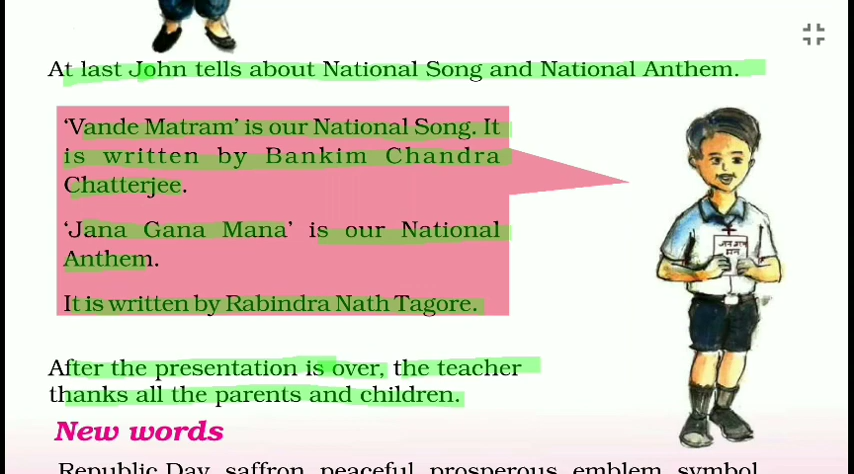 At last John tells about National Song and National Anthem.
‘Vande Matram’ is our National Song. It
is written by Bankim Chandra
Chatterjee.
‘Jana Gana Mana’ is our National
Anthem.
It is written by Rabindra Nath Tagore.
जन गण
मन
After the presentation is over, the teacher
thanks all the parents and children.
New words
Republic Day, saffron, peaceful, prosperous, emblem, symbol